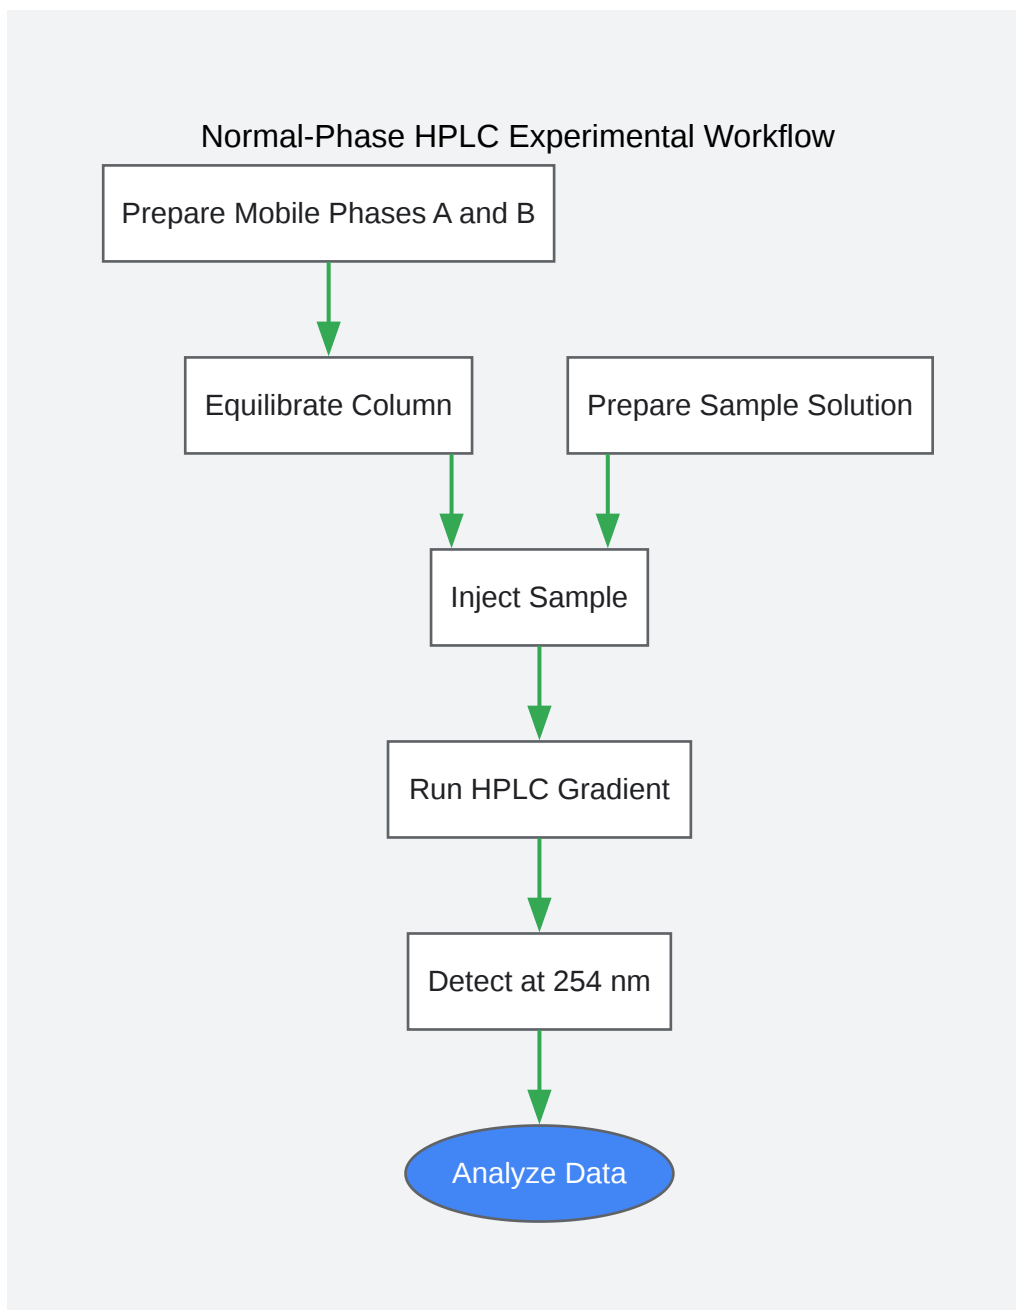 Normal-Phase HPLC Experimental Workflow
Prepare Mobile Phases A and B
Equilibrate Column
Prepare Sample Solution
Inject Sample
Run HPLC Gradient
Detect at 254 nm
Analyze Data